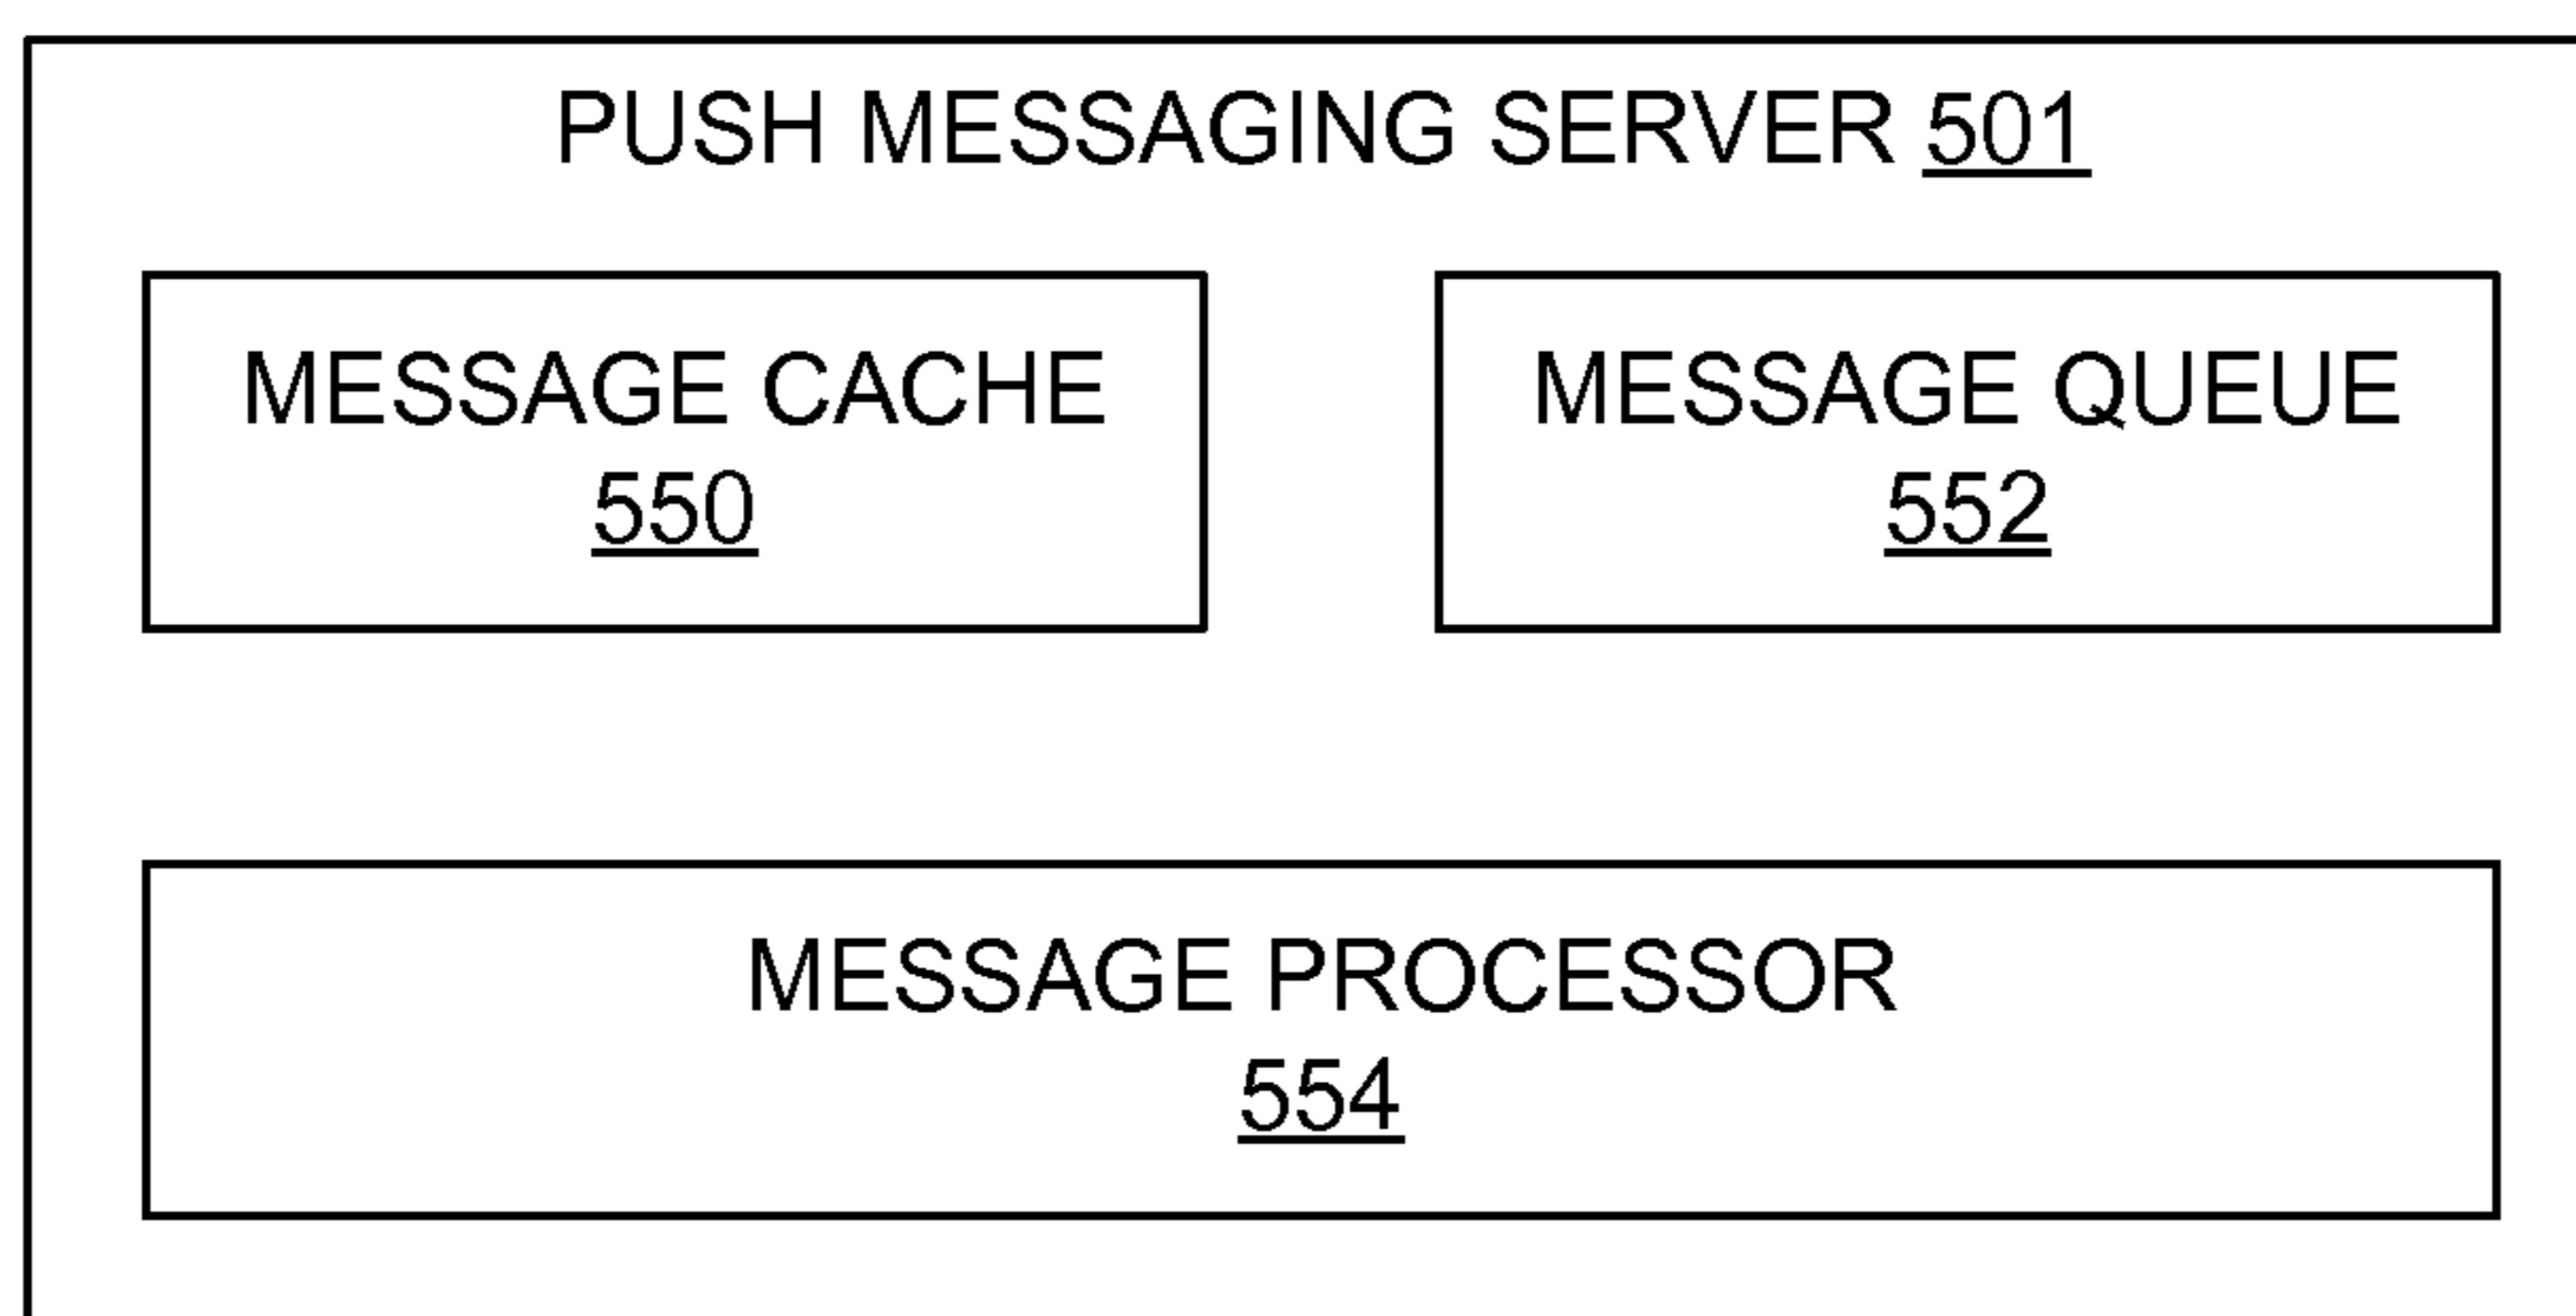 PUSH MESSAGING SERVER 501
MESSAGE CACHE
550
MESSAGE QUEUE
552
MESSAGE PROCESSOR
554